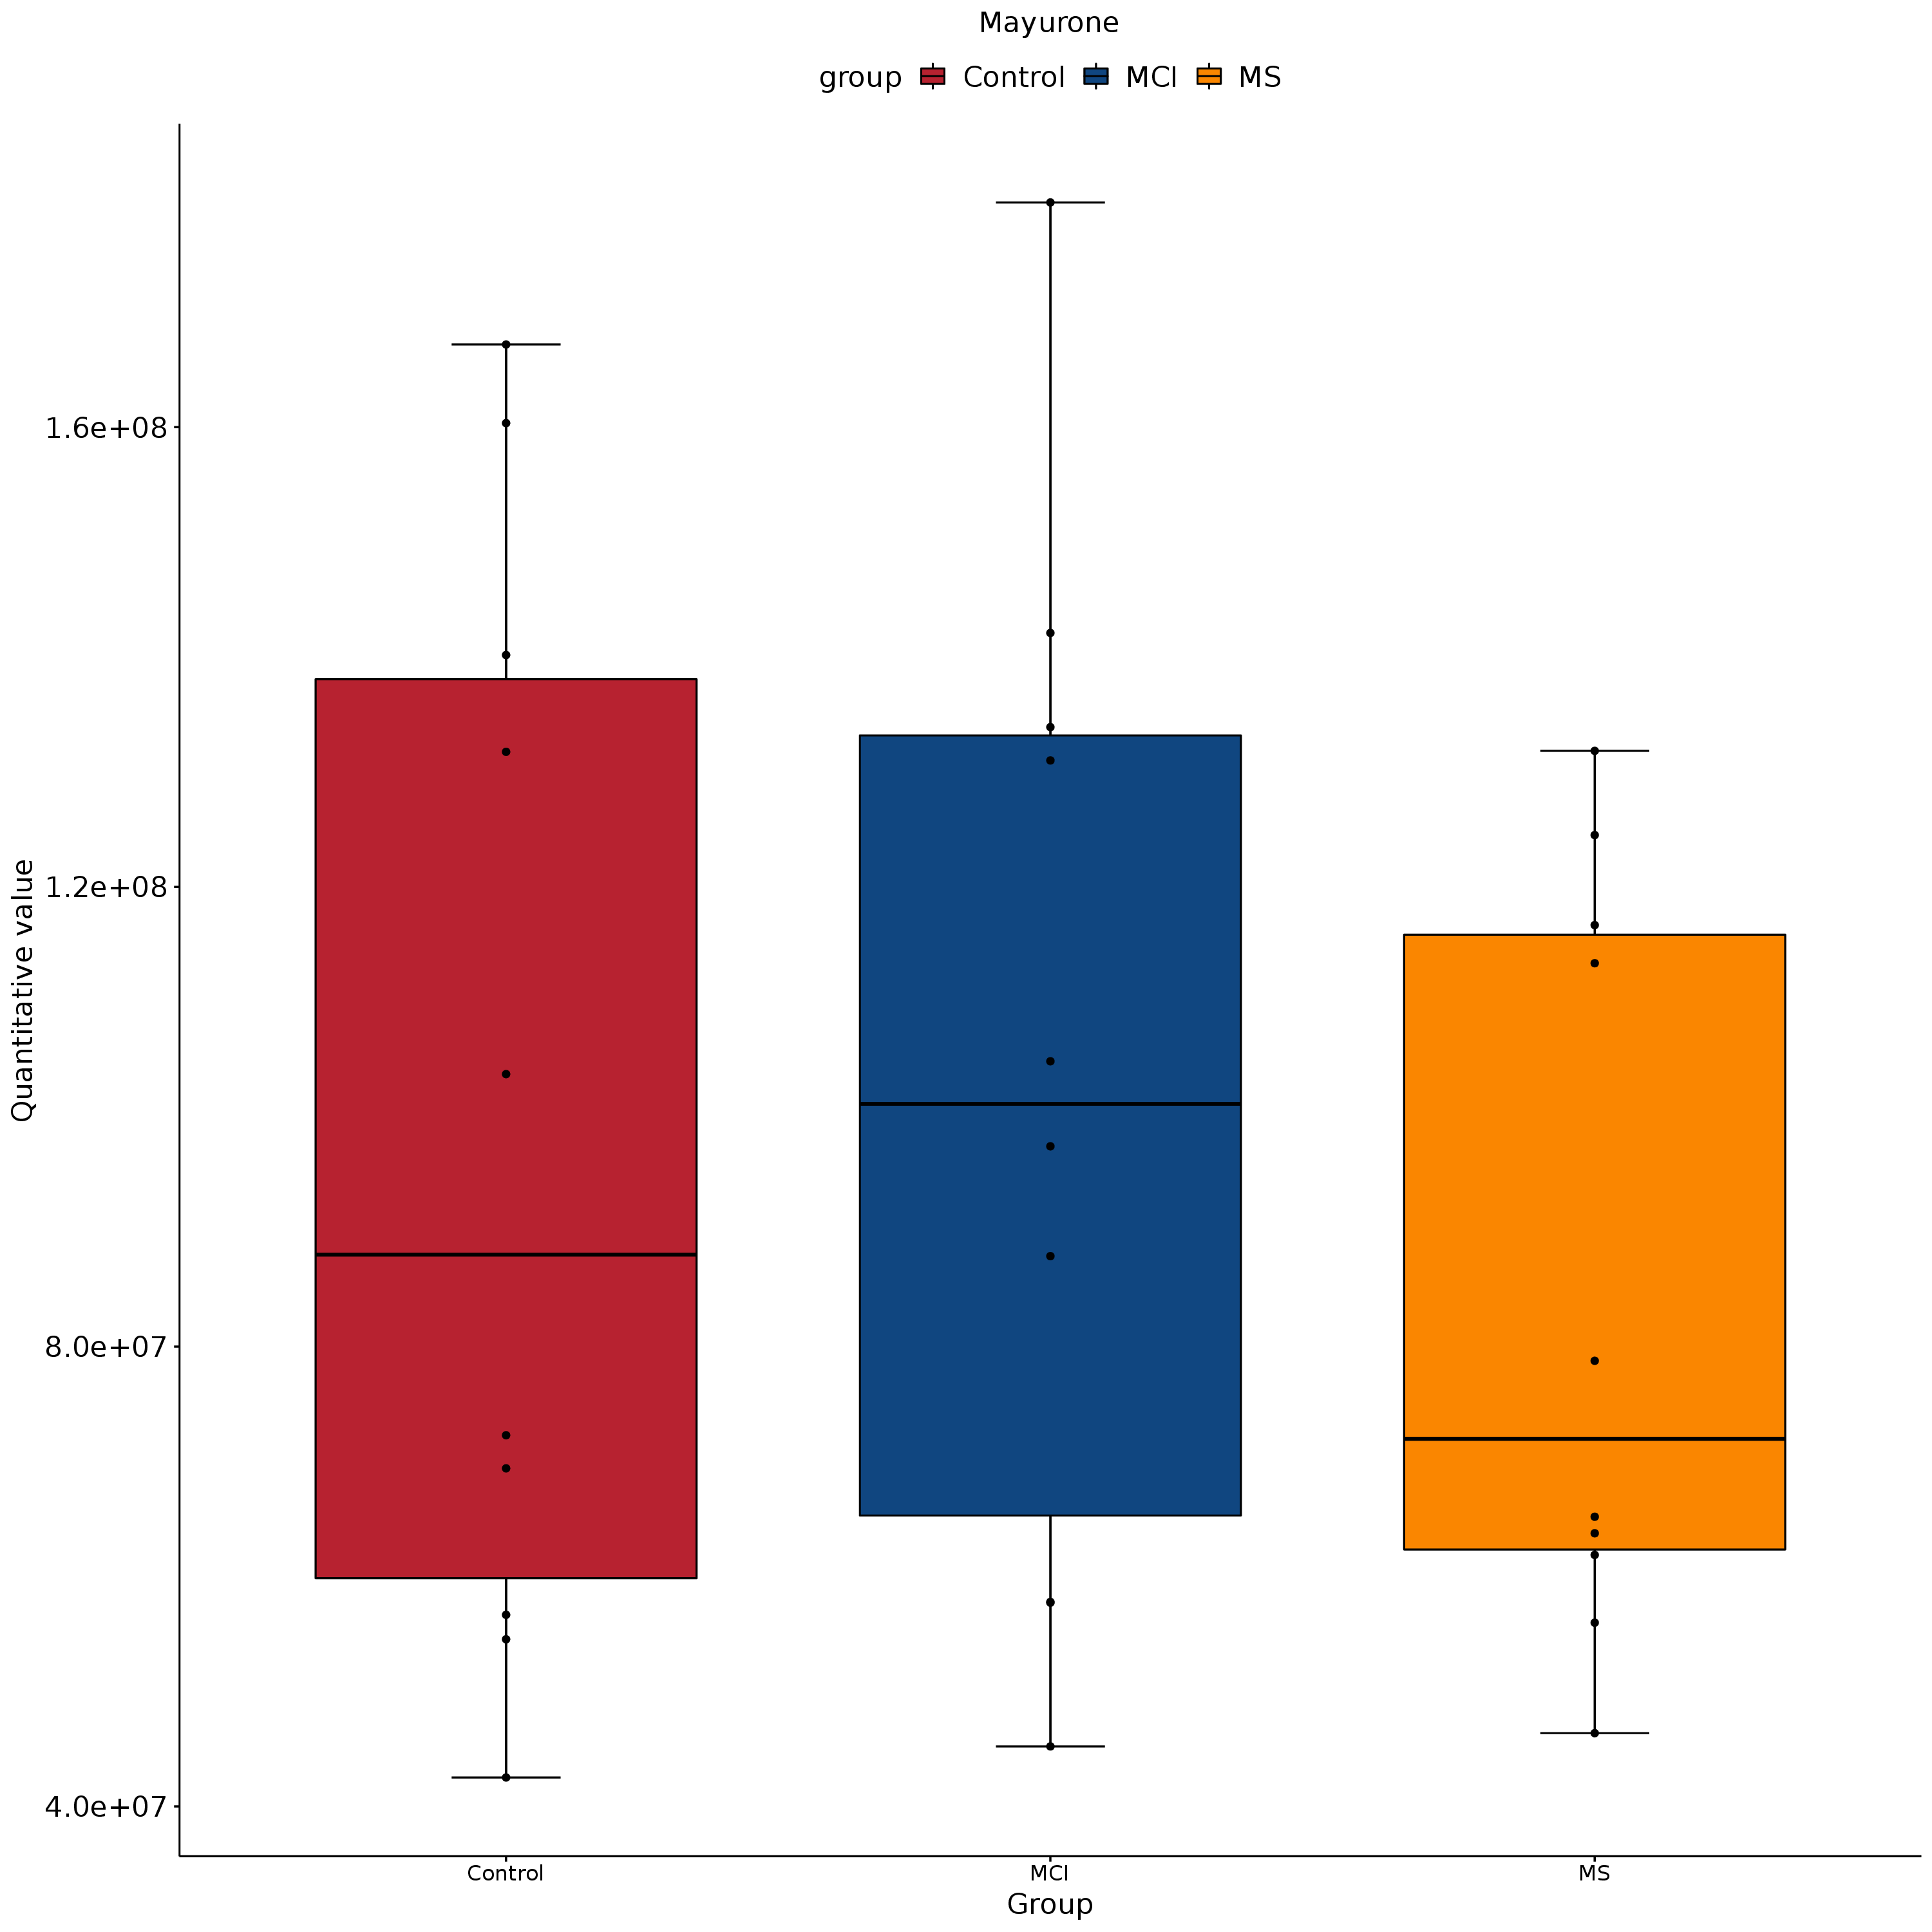 Mayurone
group Control MCI MS
Quantitative value
1.6e+08
1.2e+08
8.0e+07
4.0e+07
Control MCI MS
Group